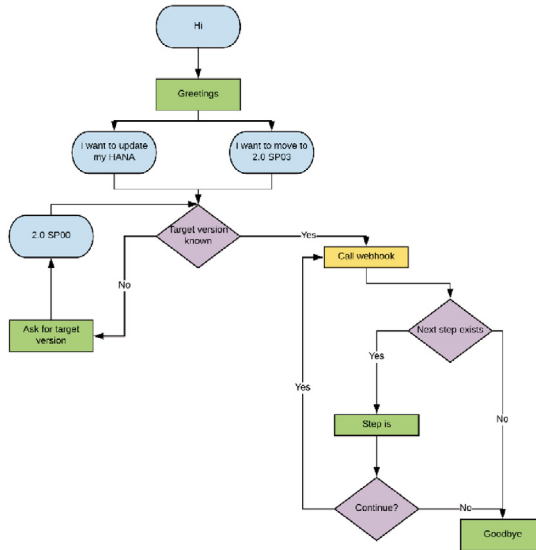 Hi
Greetings
I want to update
my HANA
I want to move to
2.0 SP03
2.0 SP00
Target version
known
Yes
Call webhook
No
Next step exists
Ask for target
version
Yes
Yes
Step is
No
Continue?
No
Goodbye